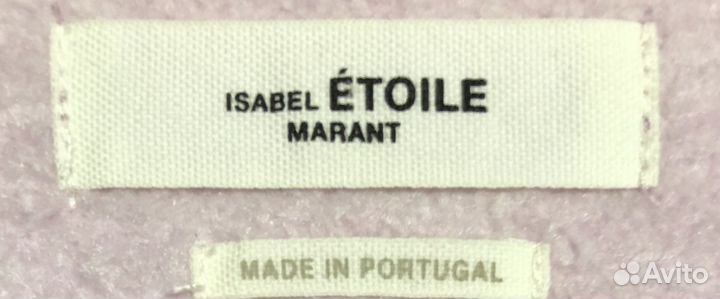 ISABEL ÉTOILE
MARANT
MADE IN PORTUGAL
Avito